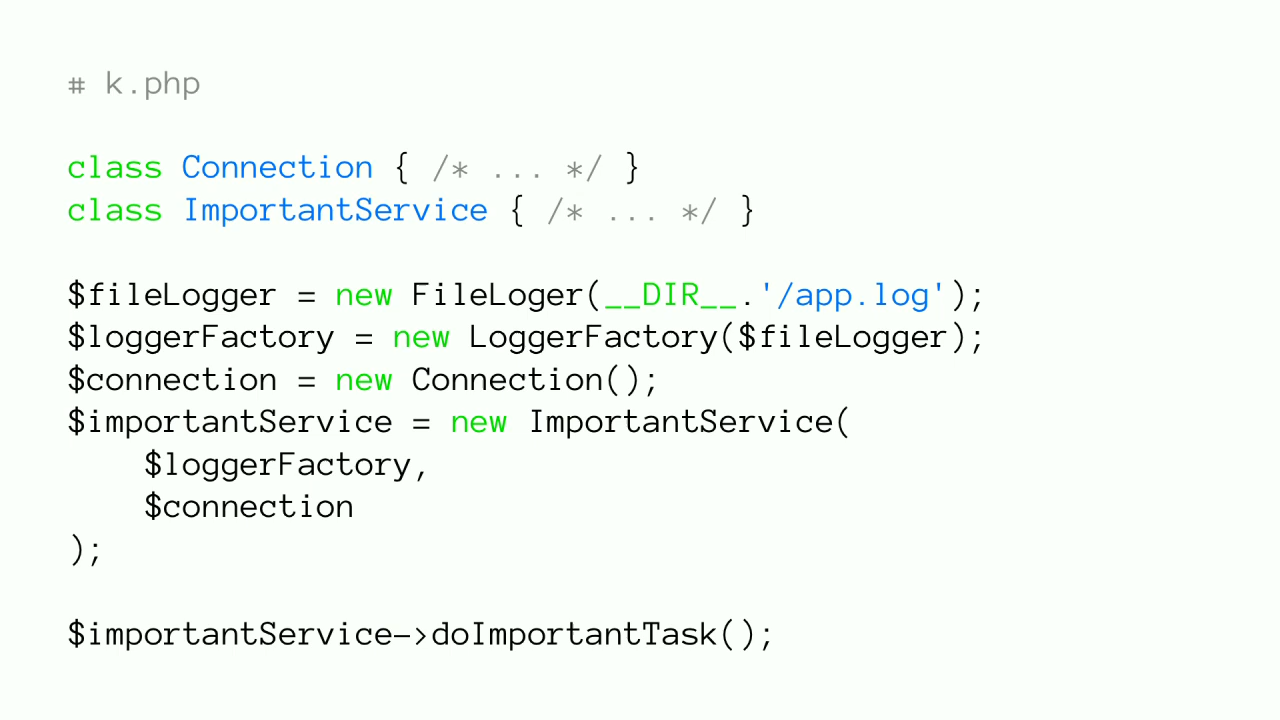 # k.php
class Connection { /* ... */ }
class ImportantService { /* ... */ }
$fileLogger = new FileLoger(__DIR__.'/app.log');
$loggerFactory = new LoggerFactory($fileLogger);
$connection = new Connection();
$importantService = new ImportantService(
    $loggerFactory,
    $connection
);
$importantService->doImportantTask();